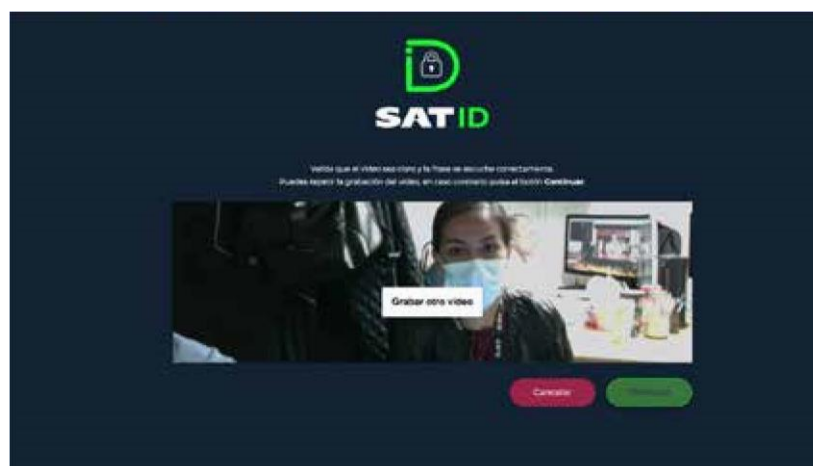 SAT ID
Valida que el video sea claro y la frase se escuche correctamente.
Puedes repetir la grabación del video, en caso contrario pulsa el botón Continuar.
Grabar otro video
Cancelar